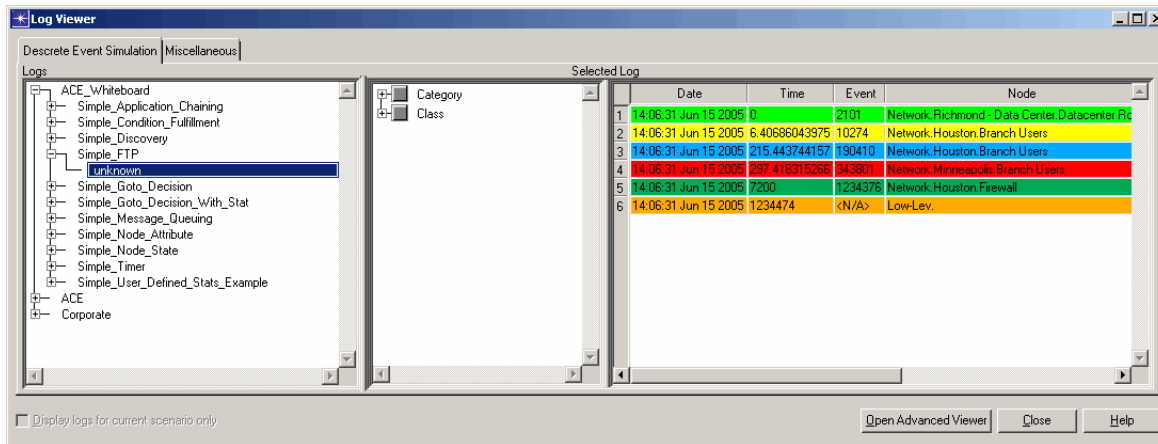 Log Viewer
Descrete Event Simulation Miscellaneous
Logs
Selected Log
ACE_Whiteboard
Simple_Application_Chaining
Simple_Condition_Fulfillment
Simple_Discovery
Simple_FTP
unknown
Simple_Goto_Decision
Simple_Goto_Decision_With_Stat
Simple_Message_Queuing
Simple_Node_Attribute
Simple_Node_State
Simple_Timer
Simple_User_Defined_Stats_Example
ACE
Corporate
Category
Class
Date Time Event Node
1 14:06:31 Jun 15 2005 0 2101 Network.Richmond - Data Center.Datacenter Ro
2 14:06:31 Jun 15 2005 6.40686043975 10274 Network.Houston.Branch Users
3 14:06:31 Jun 15 2005 215.443744157 190410 Network.Houston.Branch Users
4 14:06:31 Jun 15 2005 297.418315266 343801 Network.Minneapolis.Branch Users
5 14:06:31 Jun 15 2005 7200 1234376 Network.Houston.Firewall
6 14:06:31 Jun 15 2005 1234474 <N/A> Low-Lev.
Display logs for current scenario only
Open Advanced Viewer Close Help